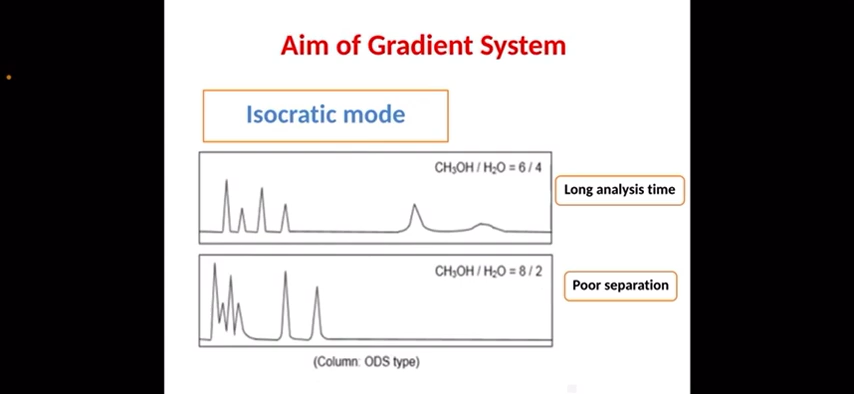 Aim of Gradient System
Isocratic mode
CH₃OH / H₂O = 6 / 4
Long analysis time
CH₃OH / H₂O = 8 / 2
Poor separation
(Column: ODS type)